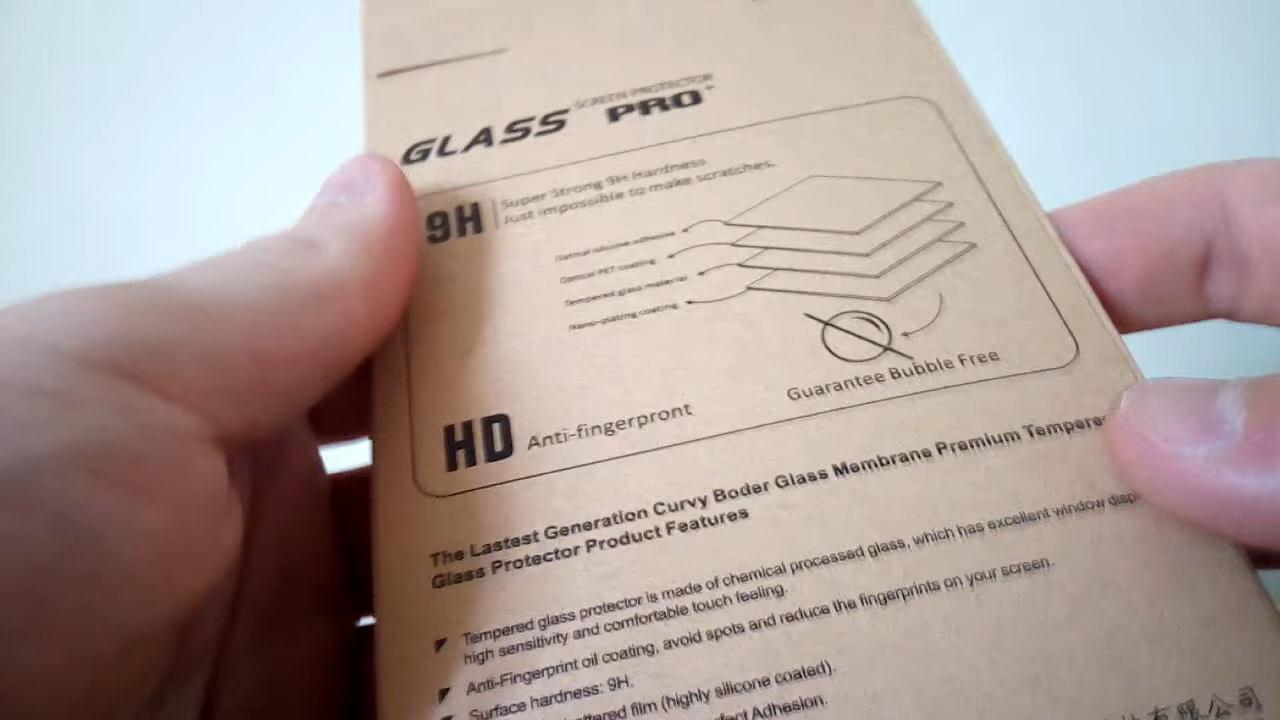 SCREEN PROTECTOR
GLASS PRO+
9H
Super Strong 9H Hardness
Just impossible to make scratches.
Optical silicone adhesive
Optical PET coating
Tempered glass material
Nano-plating coating
Guarantee Bubble Free
HD Anti-fingerpront
The Lastest Generation Curvy Boder Glass Membrane Premium Tempere
Glass Protector Product Features
Tempered glass protector is made of chemical processed glass, which has excellent window disp
high sensitivity and comfortable touch feeling.
Anti-Fingerprint oil coating, avoid spots and reduce the fingerprints on your screen.
Surface hardness: 9H.
film (highly silicone coated).
Adhesion.
有限公司